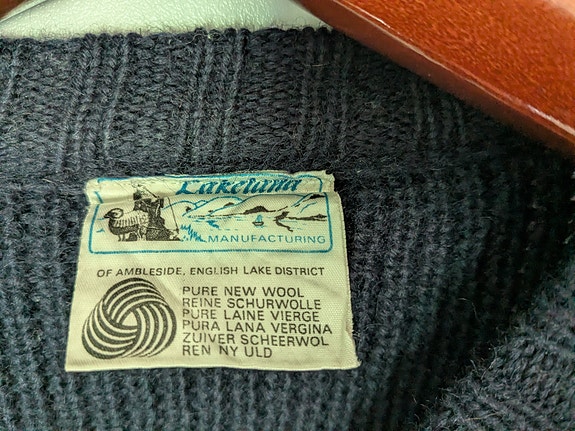 Lakeland
MANUFACTURING
OF AMBLESIDE, ENGLISH LAKE DISTRICT
PURE NEW WOOL
REINE SCHURWOLLE
PURE LAINE VIERGE
PURA LANA VERGINA
ZUIVER SCHEERWOL
REN NY ULD